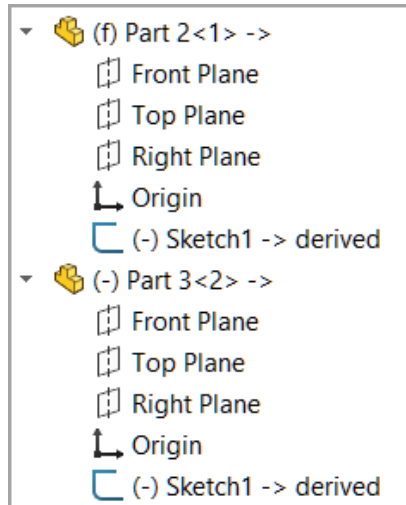 (f) Part 2<1> ->
Front Plane
Top Plane
Right Plane
Origin
(-) Sketch1 -> derived
(-) Part 3<2> ->
Front Plane
Top Plane
Right Plane
Origin
(-) Sketch1 -> derived